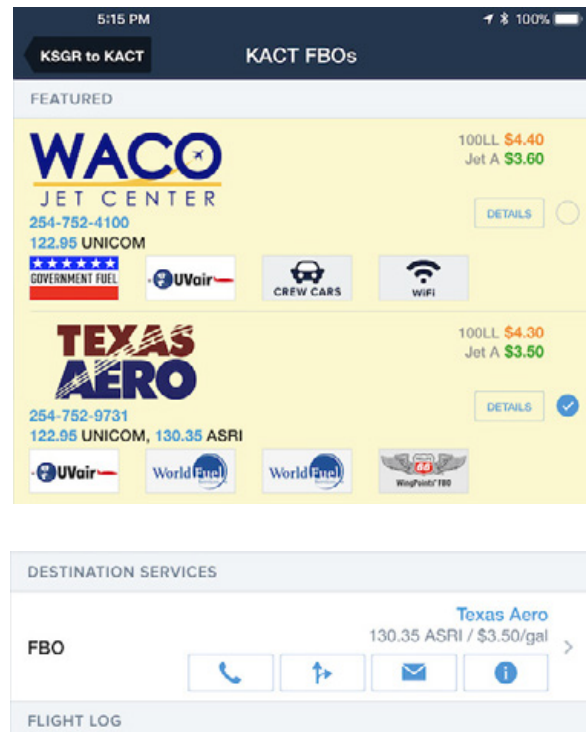 5:15 PM 100%
KSGR to KACT KACT FBOs
FEATURED
WACO
JET CENTER
100LL $4.40
Jet A $3.60
DETAILS
254-752-4100
122.95 UNICOM
GOVERNMENT FUEL UVair CREW CARS WiFi
TEXAS
AERO
100LL $4.30
Jet A $3.50
DETAILS
254-752-9731
122.95 UNICOM, 130.35 ASRI
UVair World Fuel World Fuel 66 WingPoints® FBO
DESTINATION SERVICES
Texas Aero
130.35 ASRI / $3.50/gal
FBO
FLIGHT LOG